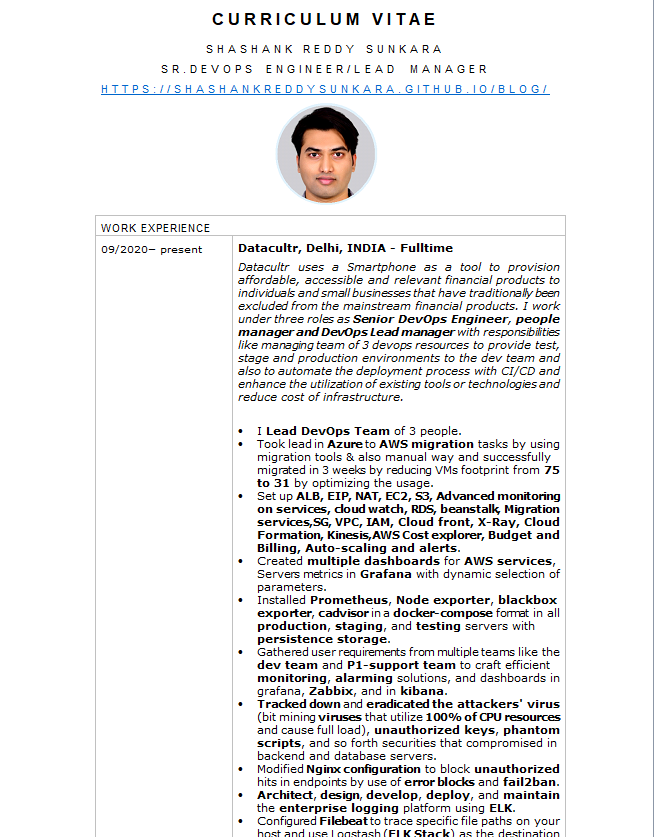 CURRICULUM VITAE
SHASHANK REDDY SUNKARA
SR.DEVOPS ENGINEER/LEAD MANAGER
HTTPS://SHASHANKREDDYSUNKARA.GITHUB.IO/BLOG/
WORK EXPERIENCE
09/2020– present
Datacultr, Delhi, INDIA - Fulltime
Datacultr uses a Smartphone as a tool to provision
affordable, accessible and relevant financial products to
individuals and small businesses that have traditionally been
excluded from the mainstream financial products. I work
under three roles as Senior DevOps Engineer, people
manager and DevOps Lead manager with responsibilities
like managing team of 3 devops resources to provide test,
stage and production environments to the dev team and
also to automate the deployment process with CI/CD and
enhance the utilization of existing tools or technologies and
reduce cost of infrastructure.
• I Lead DevOps Team of 3 people.
• Took lead in Azure to AWS migration tasks by using
migration tools & also manual way and successfully
migrated in 3 weeks by reducing VMs footprint from 75
to 31 by optimizing the usage.
• Set up ALB, EIP, NAT, EC2, S3, Advanced monitoring
on services, cloud watch, RDS, beanstalk, Migration
services,SG, VPC, IAM, Cloud front, X-Ray, Cloud
Formation, Kinesis,AWS Cost explorer, Budget and
Billing, Auto-scaling and alerts.
• Created multiple dashboards for AWS services,
Servers metrics in Grafana with dynamic selection of
parameters.
• Installed Prometheus, Node exporter, blackbox
exporter, cadvisor in a docker-compose format in all
production, staging, and testing servers with
persistence storage.
• Gathered user requirements from multiple teams like the
dev team and P1-support team to craft efficient
monitoring, alarming solutions, and dashboards in
grafana, Zabbix, and in kibana.
• Tracked down and eradicated the attackers' virus
(bit mining viruses that utilize 100% of CPU resources
and cause full load), unauthorized keys, phantom
scripts, and so forth securities that compromised in
backend and database servers.
• Modified Nginx configuration to block unauthorized
hits in endpoints by use of error blocks and fail2ban.
• Architect, design, develop, deploy, and maintain
the enterprise logging platform using ELK.
• Configured Filebeat to trace specific file paths on your
host and use Logstash (ELK Stack) as the destination